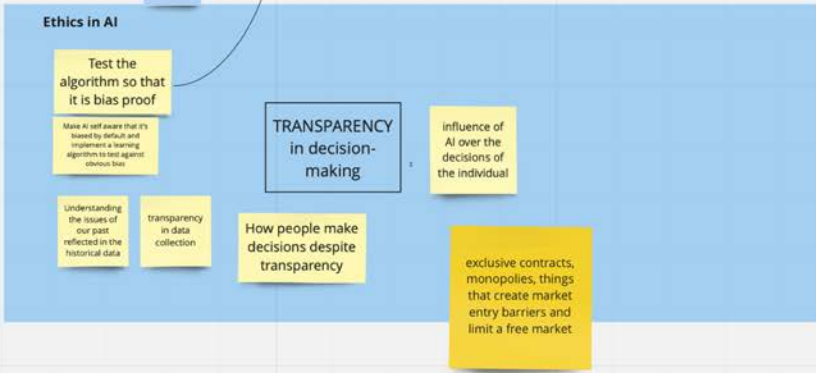 Ethics in AI
Test the
algorithm so that
it is bias proof
Make AI self aware that it's
biased by default and
implement a learning
algorithm to test against
obvious bias
TRANSPARENCY
in decision-
making
influence of
AI over the
decisions of
the individual
Understanding
the issues of
our past
reflected in the
historical data
transparency
in data
collection
How people make
decisions despite
transparency
exclusive contracts,
monopolies, things
that create market
entry barriers and
limit a free market